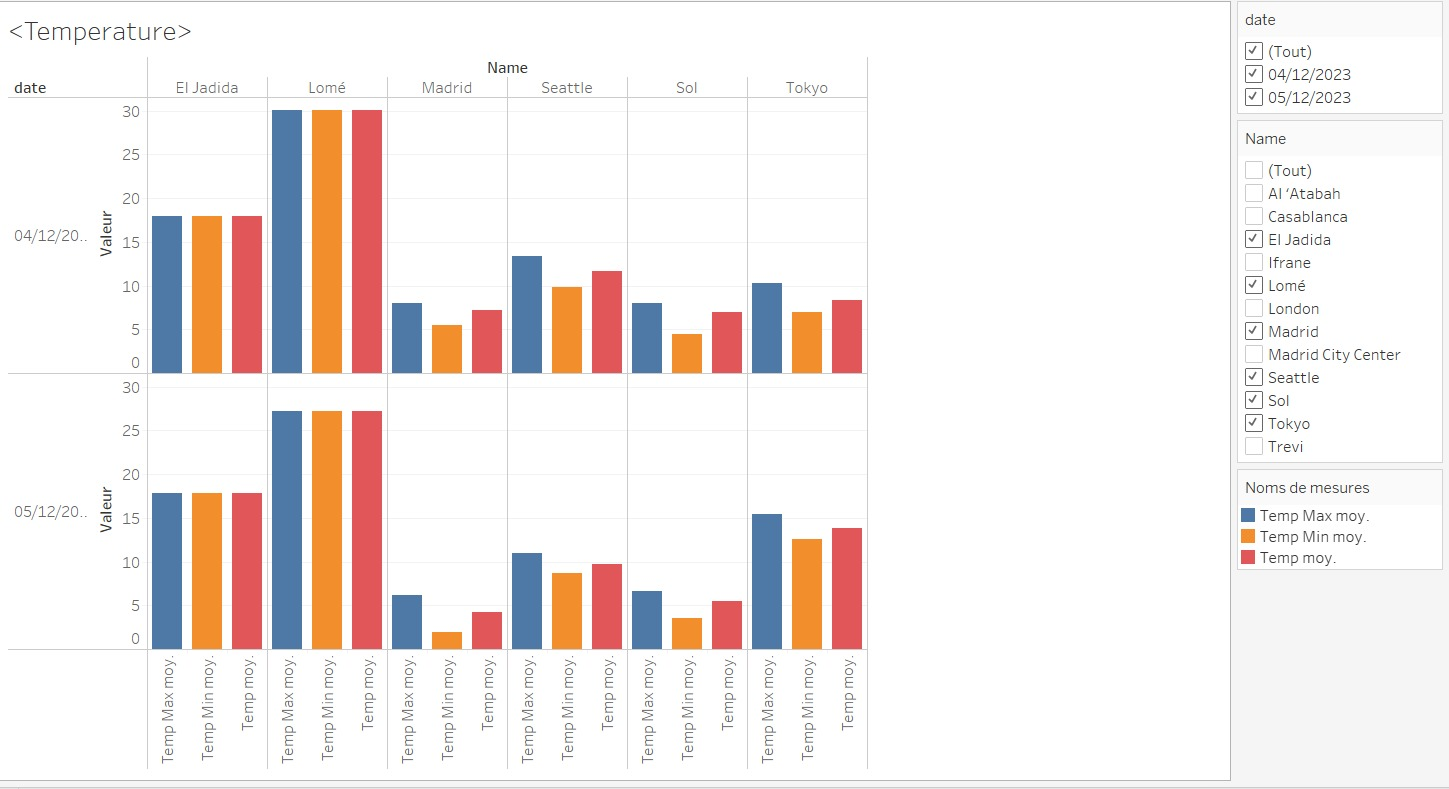 <Temperature>
Name
date
El Jadida
Lomé
Madrid
Seattle
Sol
Tokyo
04/12/20..
Valeur
30
25
20
15
10
5
0
05/12/20..
Valeur
30
25
20
15
10
5
0
Temp Max moy.
Temp Min moy.
Temp moy.
Temp Max moy.
Temp Min moy.
Temp moy.
Temp Max moy.
Temp Min moy.
Temp moy.
Temp Max moy.
Temp Min moy.
Temp moy.
Temp Max moy.
Temp Min moy.
Temp moy.
Temp Max moy.
Temp Min moy.
Temp moy.
date
(Tout)
04/12/2023
05/12/2023
Name
(Tout)
Al ‘Atabah
Casablanca
El Jadida
Ifrane
Lomé
London
Madrid
Madrid City Center
Seattle
Sol
Tokyo
Trevi
Noms de mesures
Temp Max moy.
Temp Min moy.
Temp moy.